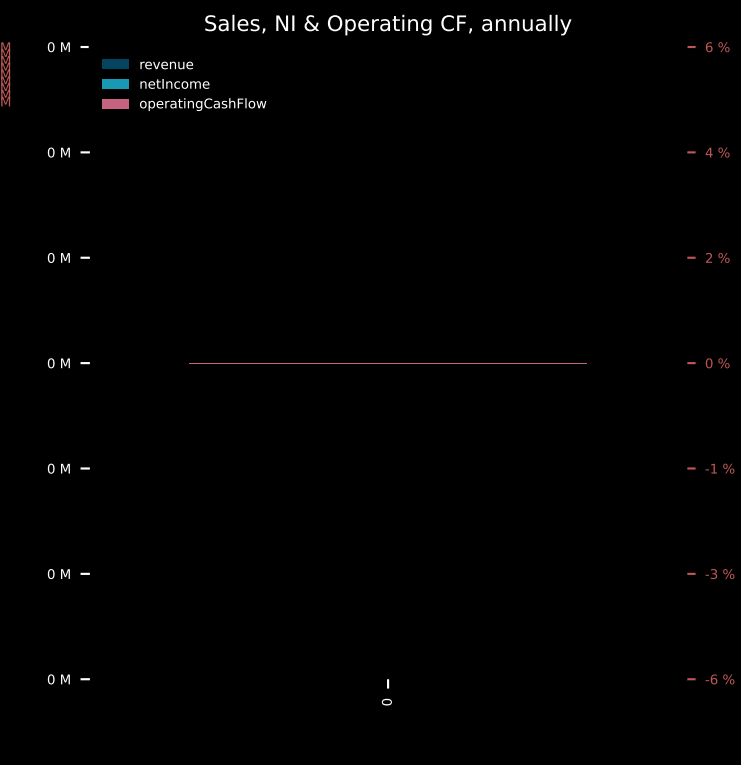 Sales, NI & Operating CF, annually
0 M
6 %
revenue
netIncome
operatingCashFlow
0 M
4 %
0 M
2 %
0 M
0 %
0 M
-1 %
0 M
-3 %
0 M
-6 %
0